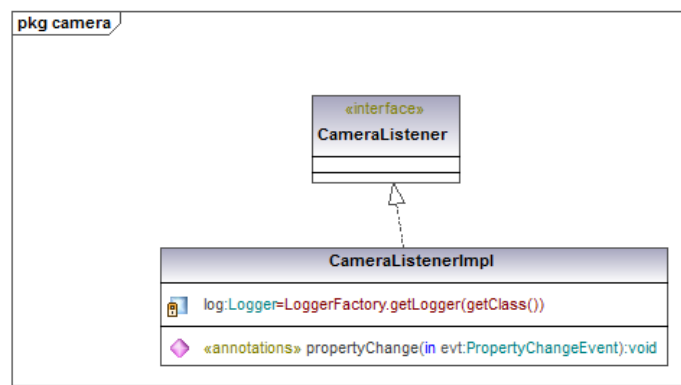 pkg camera
«interface»
CameraListener
CameraListenerImpl
log:Logger=LoggerFactory.getLogger(getClass())
«annotations» propertyChange(in evt:PropertyChangeEvent):void